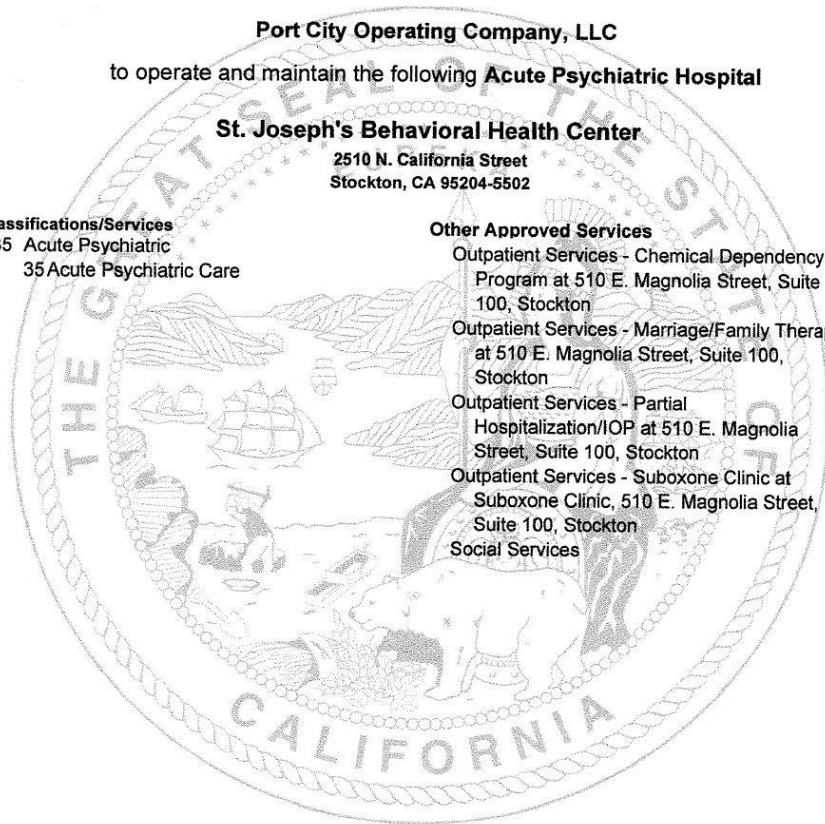 Port City Operating Company, LLC
to operate and maintain the following Acute Psychiatric Hospital
St. Joseph's Behavioral Health Center
2510 N. California Street
Stockton, CA 95204-5502
assifications/Services
5 Acute Psychiatric
35 Acute Psychiatric Care
Other Approved Services
Outpatient Services - Chemical Dependency
Program at 510 E. Magnolia Street, Suite
100, Stockton
Outpatient Services - Marriage/Family Thera
at 510 E. Magnolia Street, Suite 100,
Stockton
Outpatient Services - Partial
Hospitalization/IOP at 510 E. Magnolia
Street, Suite 100, Stockton
Outpatient Services - Suboxone Clinic at
Suboxone Clinic, 510 E. Magnolia Street,
Suite 100, Stockton
Social Services
THE GREAT SEAL OF THE STATE OF
EUREKA
CALIFORNIA